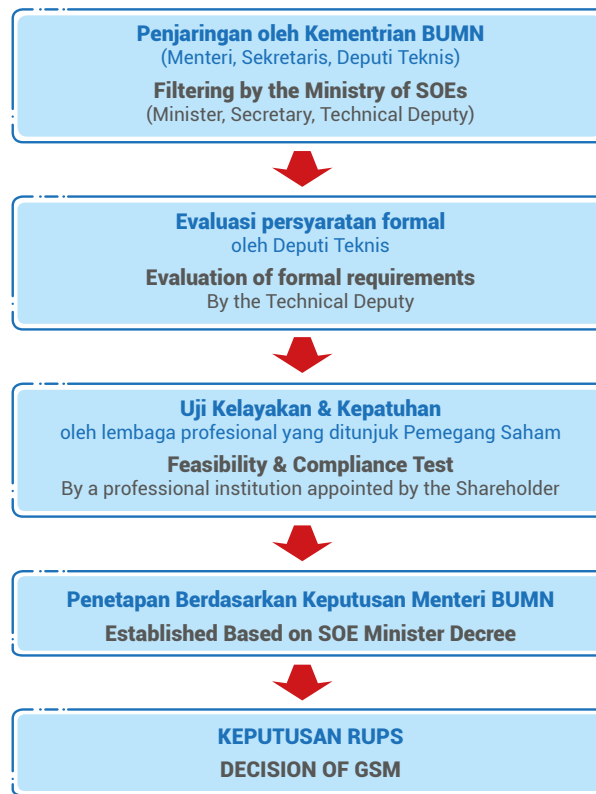 Penjaringan oleh Kementrian BUMN
(Menteri, Sekretaris, Deputi Teknis)
Filtering by the Ministry of SOEs
(Minister, Secretary, Technical Deputy)
Evaluasi persyaratan formal
oleh Deputi Teknis
Evaluation of formal requirements
By the Technical Deputy
Uji Kelayakan & Kepatuhan
oleh lembaga profesional yang ditunjuk Pemegang Saham
Feasibility & Compliance Test
By a professional institution appointed by the Shareholder
Penetapan Berdasarkan Keputusan Menteri BUMN
Established Based on SOE Minister Decree
KEPUTUSAN RUPS
DECISION OF GSM